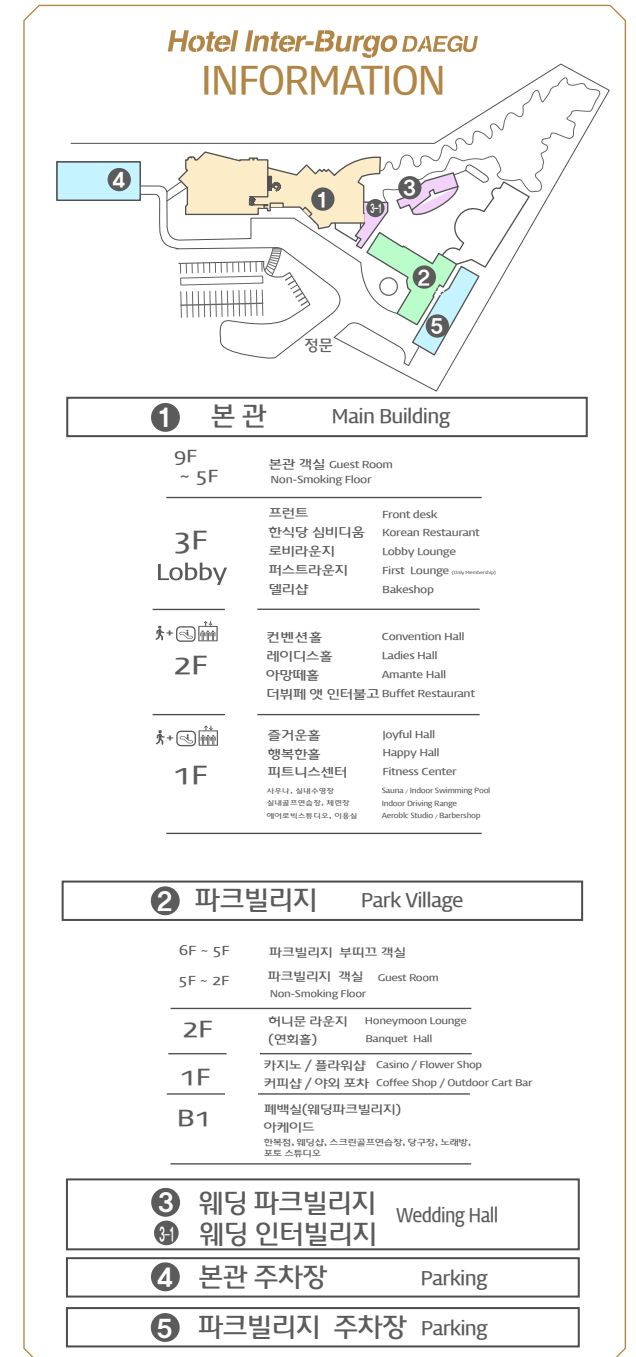 Hotel Inter-Burgo DAEGU
INFORMATION
4
1
3
3-1
2
5
정문
1 본 관 Main Building
9F
~ 5F
본관 객실 Guest Room
Non-Smoking Floor
3F
Lobby
프런트 Front desk
한식당 심비디움 Korean Restaurant
로비라운지 Lobby Lounge
퍼스트라운지 First Lounge (Only Membership)
델리샵 Bakeshop
2F
컨벤션홀 Convention Hall
레이디스홀 Ladies Hall
아망떼홀 Amante Hall
더뷔페 앳 인터불고 Buffet Restaurant
1F
즐거운홀 Joyful Hall
행복한홀 Happy Hall
피트니스센터 Fitness Center
사우나, 실내수영장 Sauna / Indoor Swimming Pool
실내골프연습장, 체련장 Indoor Driving Range
에어로빅스튜디오, 이용실 Aerobic Studio / Barbershop
2 파크빌리지 Park Village
6F ~ 5F 파크빌리지 부띠끄 객실
5F ~ 2F 파크빌리지 객실 Guest Room
Non-Smoking Floor
2F
허니문 라운지 Honeymoon Lounge
(연회홀) Banquet Hall
1F
카지노 / 플라워샵 Casino / Flower Shop
커피샵 / 야외 포차 Coffee Shop / Outdoor Cart Bar
B1
폐백실(웨딩파크빌리지)
아케이드
한복점, 웨딩샵, 스크린골프연습장, 당구장, 노래방,
포토 스튜디오
3 웨딩 파크빌리지
3-1 웨딩 인터빌리지
Wedding Hall
4 본관 주차장 Parking
5 파크빌리지 주차장 Parking